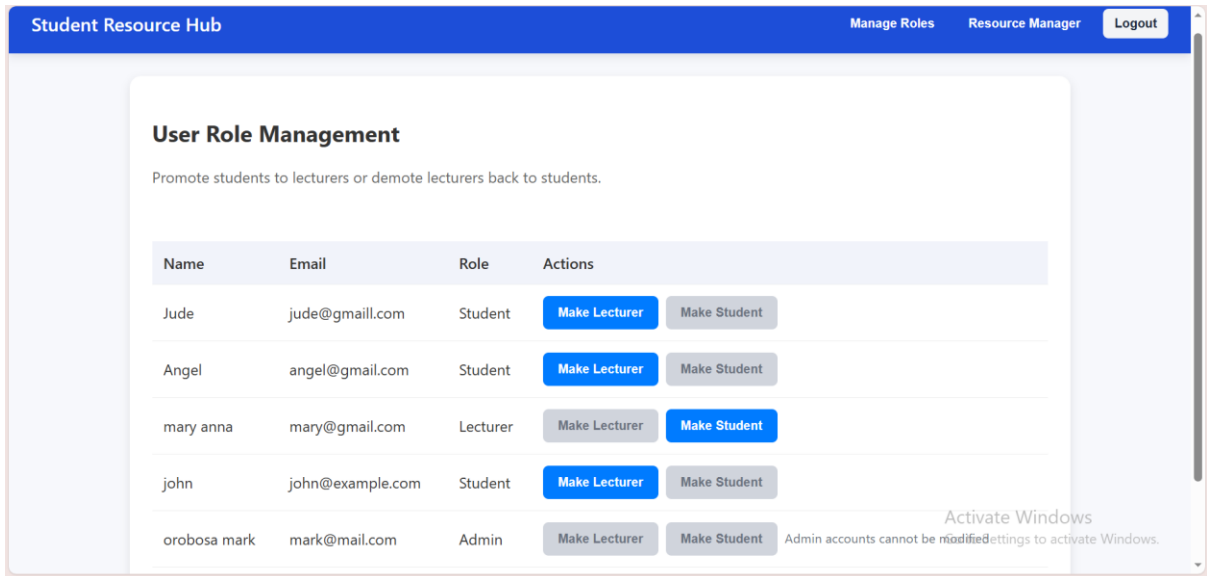 Student Resource Hub Manage Roles Resource Manager Logout
User Role Management
Promote students to lecturers or demote lecturers back to students.
Name Email Role Actions
Jude jude@gmaill.com Student Make Lecturer Make Student
Angel angel@gmail.com Student Make Lecturer Make Student
mary anna mary@gmail.com Lecturer Make Lecturer Make Student
john john@example.com Student Make Lecturer Make Student
Activate Windows
orobosa mark mark@mail.com Admin Make Lecturer Make Student Admin accounts cannot be modified
to activate Windows.